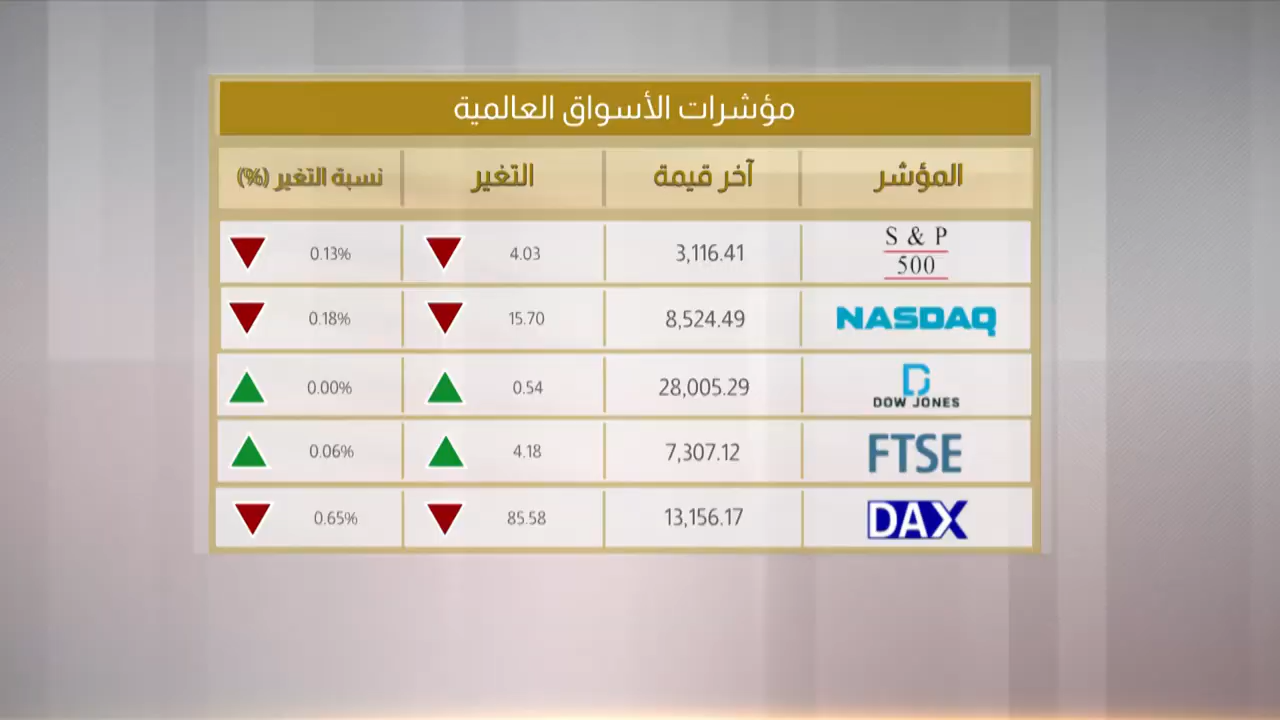 مؤشرات الأسواق العالمية
المؤشر آخر قيمة التغير نسبة التغير (%)
S & P
500
3,116.41 4.03 0.13%
NASDAQ 8,524.49 15.70 0.18%
DOW JONES 28,005.29 0.54 0.00%
FTSE 7,307.12 4.18 0.06%
DAX 13,156.17 85.58 0.65%